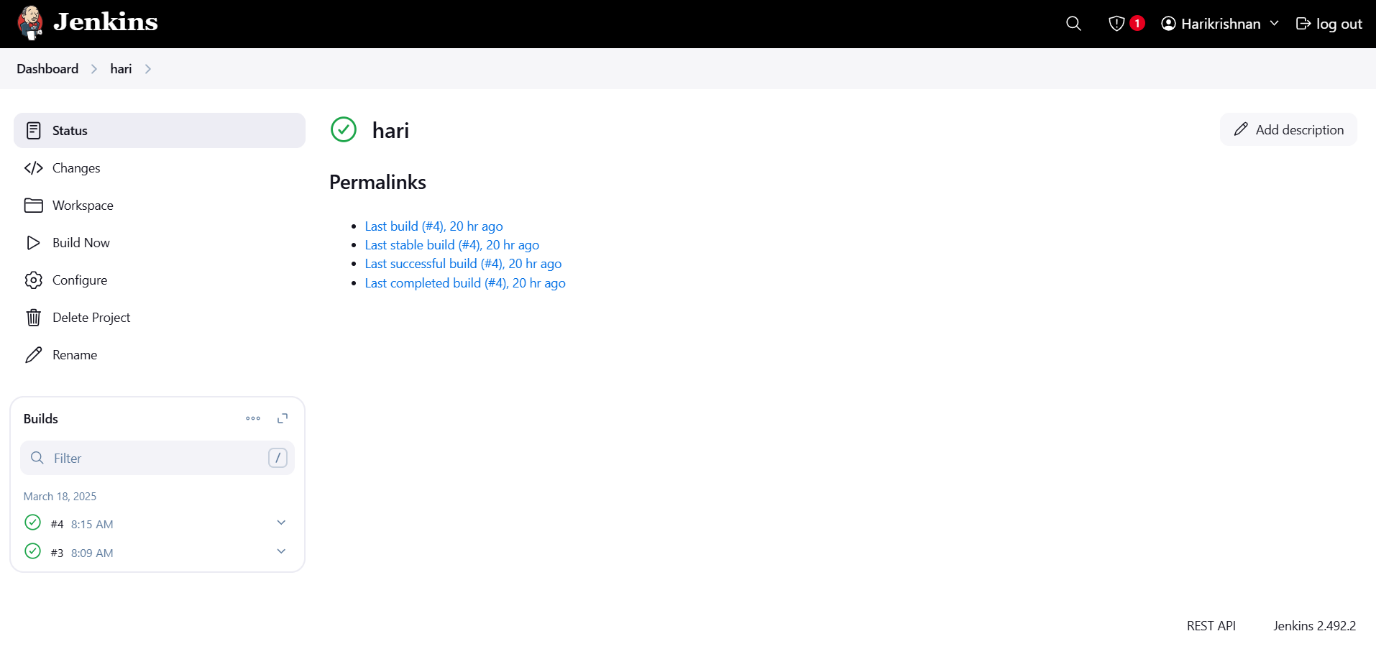 Jenkins
1 Harikrishnan log out
Dashboard hari
Status
Changes
Workspace
Build Now
Configure
Delete Project
Rename
hari
Add description
Permalinks
Last build (#4), 20 hr ago
Last stable build (#4), 20 hr ago
Last successful build (#4), 20 hr ago
Last completed build (#4), 20 hr ago
Builds
Filter /
March 18, 2025
#4 8:15 AM
#3 8:09 AM
REST API Jenkins 2.492.2